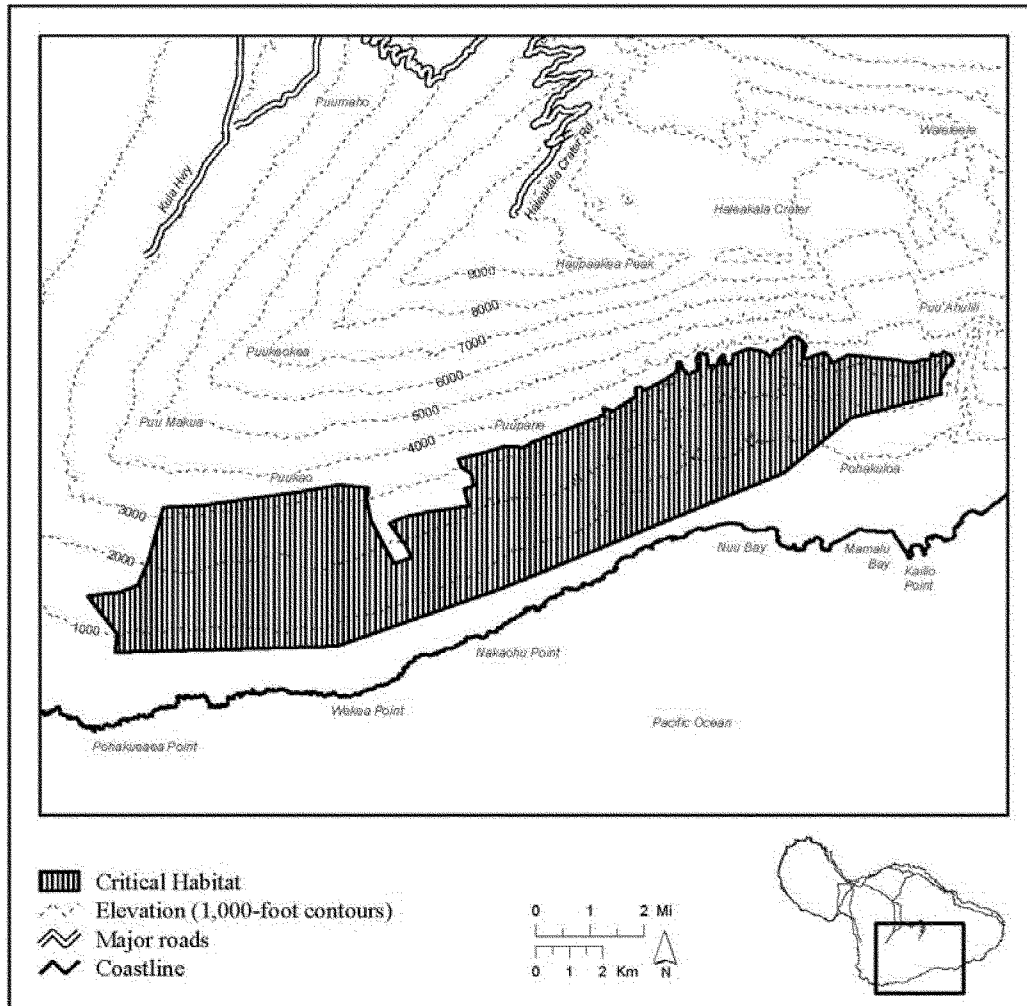 Puumaho
Waleleele
Kula Hwy
Haleakala Crater Rd
Haleakala Crater
Haupaakea Peak
9000
Puu Ahulili
8000
7000
Puukeokea
6000
5000
Puu Makua
Puupane
4000
Pohakuloa
Puukao
3000
Nuu Bay
Mamalu
Bay
2000
Kailio
Point
1000
Nakaohu Point
Wekea Point
Pacific Ocean
Pohakueaea Point
Critical Habitat
Elevation (1,000-foot contours)
Major roads
Coastline
0 1 2 Mi
0 1 2 Km
N